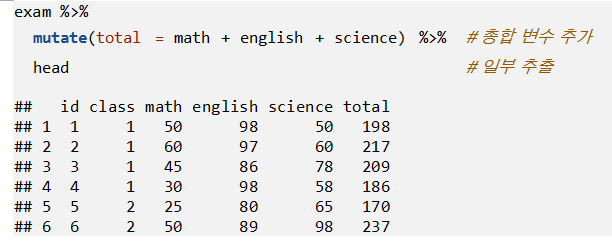 exam %>%
mutate(total = math + english + science) %>% # 총합 변수 추가
head # 일부 추출
## id class math english science total
## 1 1 1 50 98 50 198
## 2 2 1 60 97 60 217
## 3 3 1 45 86 78 209
## 4 4 1 30 98 58 186
## 5 5 2 25 80 65 170
## 6 6 2 50 89 98 237